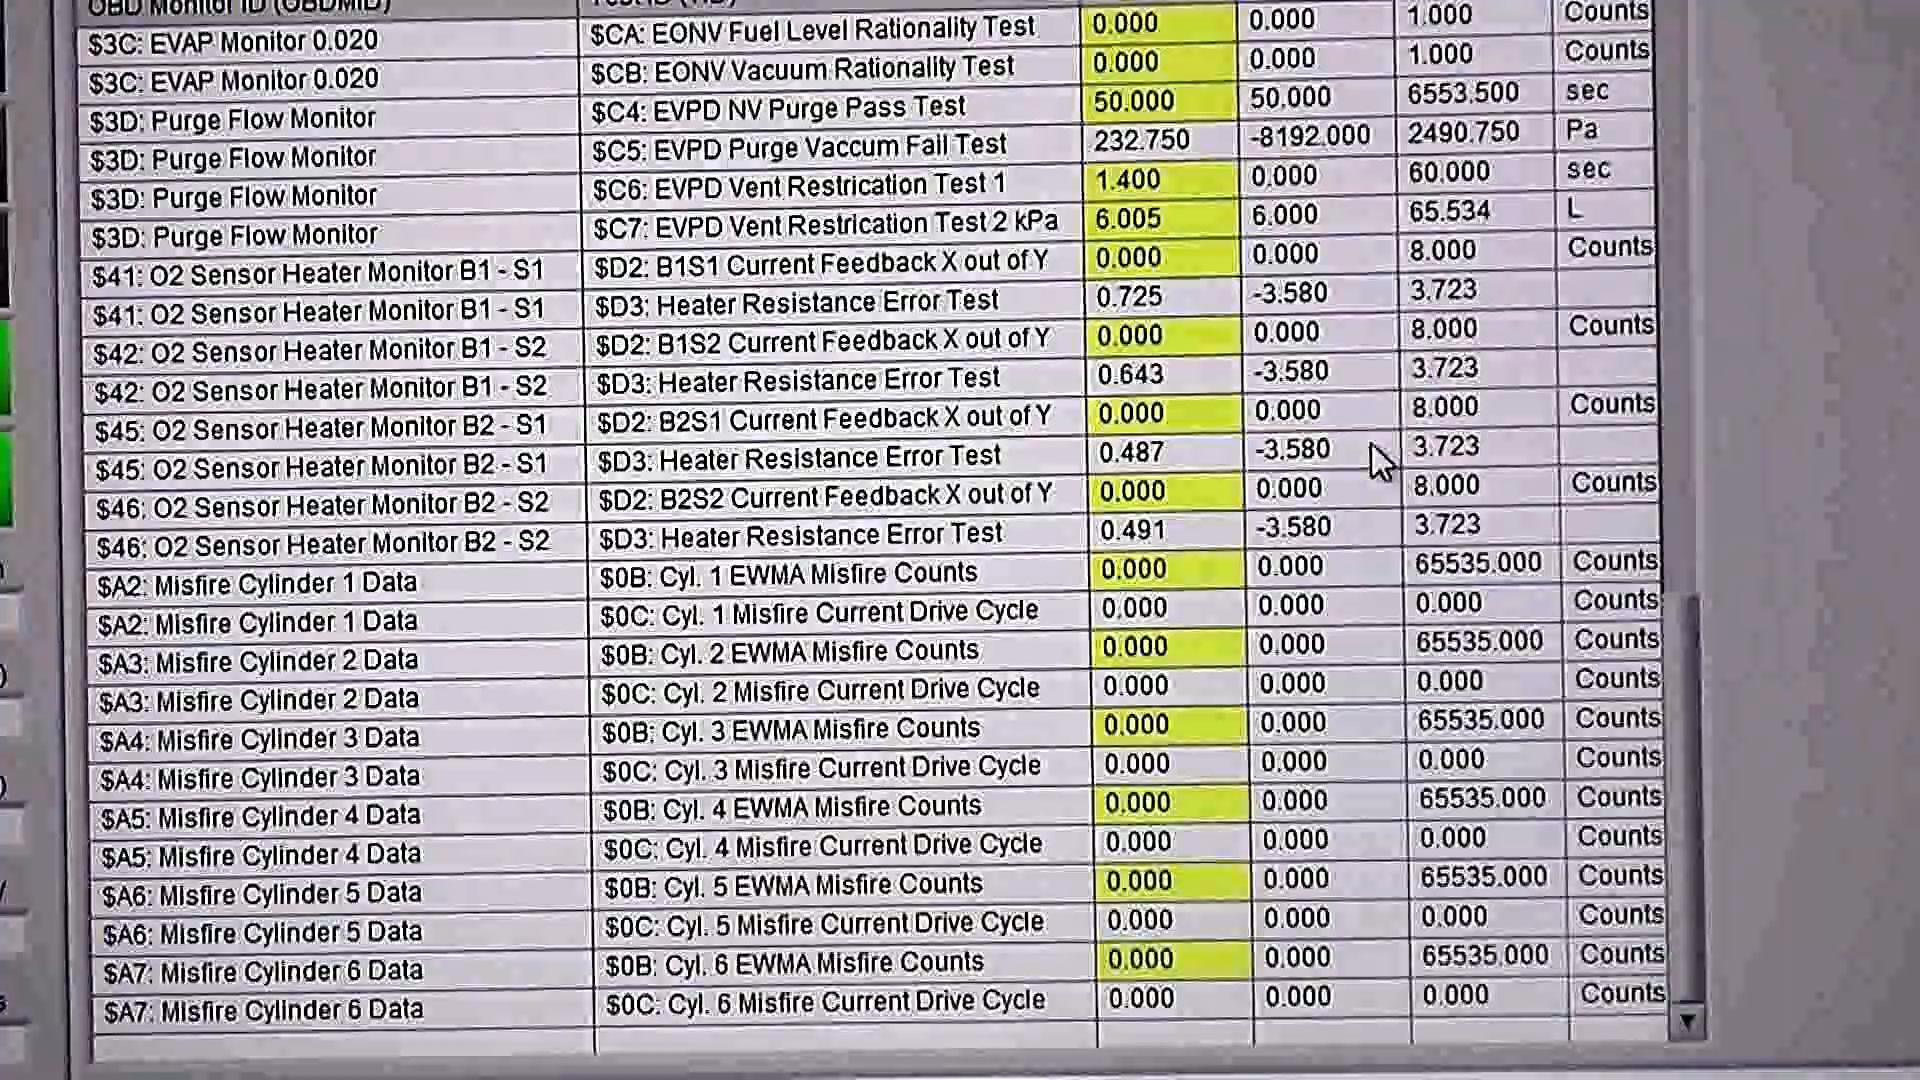 OBD Monitor ID (OBDMID)
$3C: EVAP Monitor 0.020 $CA: EONV Fuel Level Rationality Test 0.000 0.000 1.000 Counts
$3C: EVAP Monitor 0.020 $CB: EONV Vacuum Rationality Test 0.000 0.000 1.000 Counts
$3D: Purge Flow Monitor $C4: EVPD NV Purge Pass Test 50.000 50.000 6553.500 sec
$3D: Purge Flow Monitor $C5: EVPD Purge Vaccum Fail Test 232.750 -8192.000 2490.750 Pa
$3D: Purge Flow Monitor $C6: EVPD Vent Restrication Test 1 1.400 0.000 60.000 sec
$3D: Purge Flow Monitor $C7: EVPD Vent Restrication Test 2 kPa 6.005 6.000 65.534 L
$41: O2 Sensor Heater Monitor B1 - S1 $D2: B1S1 Current Feedback X out of Y 0.000 0.000 8.000 Counts
$41: O2 Sensor Heater Monitor B1 - S1 $D3: Heater Resistance Error Test 0.725 -3.580 3.723
$42: O2 Sensor Heater Monitor B1 - S2 $D2: B1S2 Current Feedback X out of Y 0.000 0.000 8.000 Counts
$42: O2 Sensor Heater Monitor B1 - S2 $D3: Heater Resistance Error Test 0.643 -3.580 3.723
$45: O2 Sensor Heater Monitor B2 - S1 $D2: B2S1 Current Feedback X out of Y 0.000 0.000 8.000 Counts
$45: O2 Sensor Heater Monitor B2 - S1 $D3: Heater Resistance Error Test 0.487 -3.580 3.723
$46: O2 Sensor Heater Monitor B2 - S2 $D2: B2S2 Current Feedback X out of Y 0.000 0.000 8.000 Counts
$46: O2 Sensor Heater Monitor B2 - S2 $D3: Heater Resistance Error Test 0.491 -3.580 3.723
$A2: Misfire Cylinder 1 Data $0B: Cyl. 1 EWMA Misfire Counts 0.000 0.000 65535.000 Counts
$A2: Misfire Cylinder 1 Data $0C: Cyl. 1 Misfire Current Drive Cycle 0.000 0.000 0.000 Counts
$A3: Misfire Cylinder 2 Data $0B: Cyl. 2 EWMA Misfire Counts 0.000 0.000 65535.000 Counts
$A3: Misfire Cylinder 2 Data $0C: Cyl. 2 Misfire Current Drive Cycle 0.000 0.000 0.000 Counts
$A4: Misfire Cylinder 3 Data $0B: Cyl. 3 EWMA Misfire Counts 0.000 0.000 65535.000 Counts
$A4: Misfire Cylinder 3 Data $0C: Cyl. 3 Misfire Current Drive Cycle 0.000 0.000 0.000 Counts
$A5: Misfire Cylinder 4 Data $0B: Cyl. 4 EWMA Misfire Counts 0.000 0.000 65535.000 Counts
$A5: Misfire Cylinder 4 Data $0C: Cyl. 4 Misfire Current Drive Cycle 0.000 0.000 0.000 Counts
$A6: Misfire Cylinder 5 Data $0B: Cyl. 5 EWMA Misfire Counts 0.000 0.000 65535.000 Counts
$A6: Misfire Cylinder 5 Data $0C: Cyl. 5 Misfire Current Drive Cycle 0.000 0.000 0.000 Counts
$A7: Misfire Cylinder 6 Data $0B: Cyl. 6 EWMA Misfire Counts 0.000 0.000 65535.000 Counts
$A7: Misfire Cylinder 6 Data $0C: Cyl. 6 Misfire Current Drive Cycle 0.000 0.000 0.000 Counts